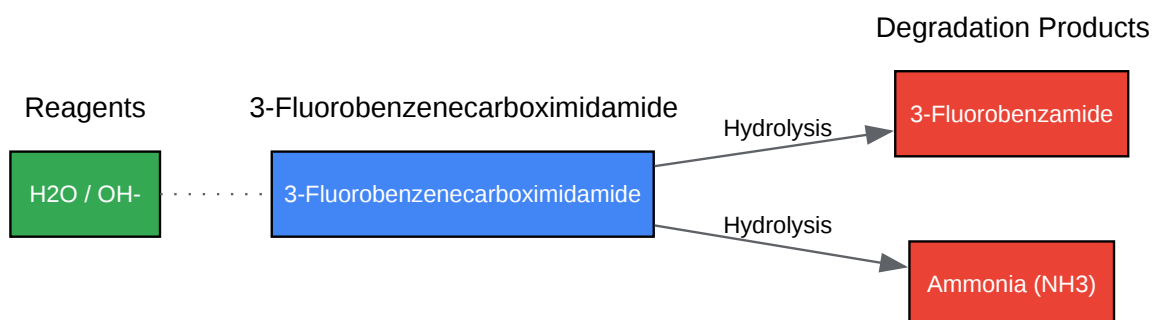 Degradation Products
Reagents
3-Fluorobenzenecarboximidamide
3-Fluorobenzamide
Hydrolysis
H2O / OH-
3-Fluorobenzenecarboximidamide
Hydrolysis
Ammonia (NH3)